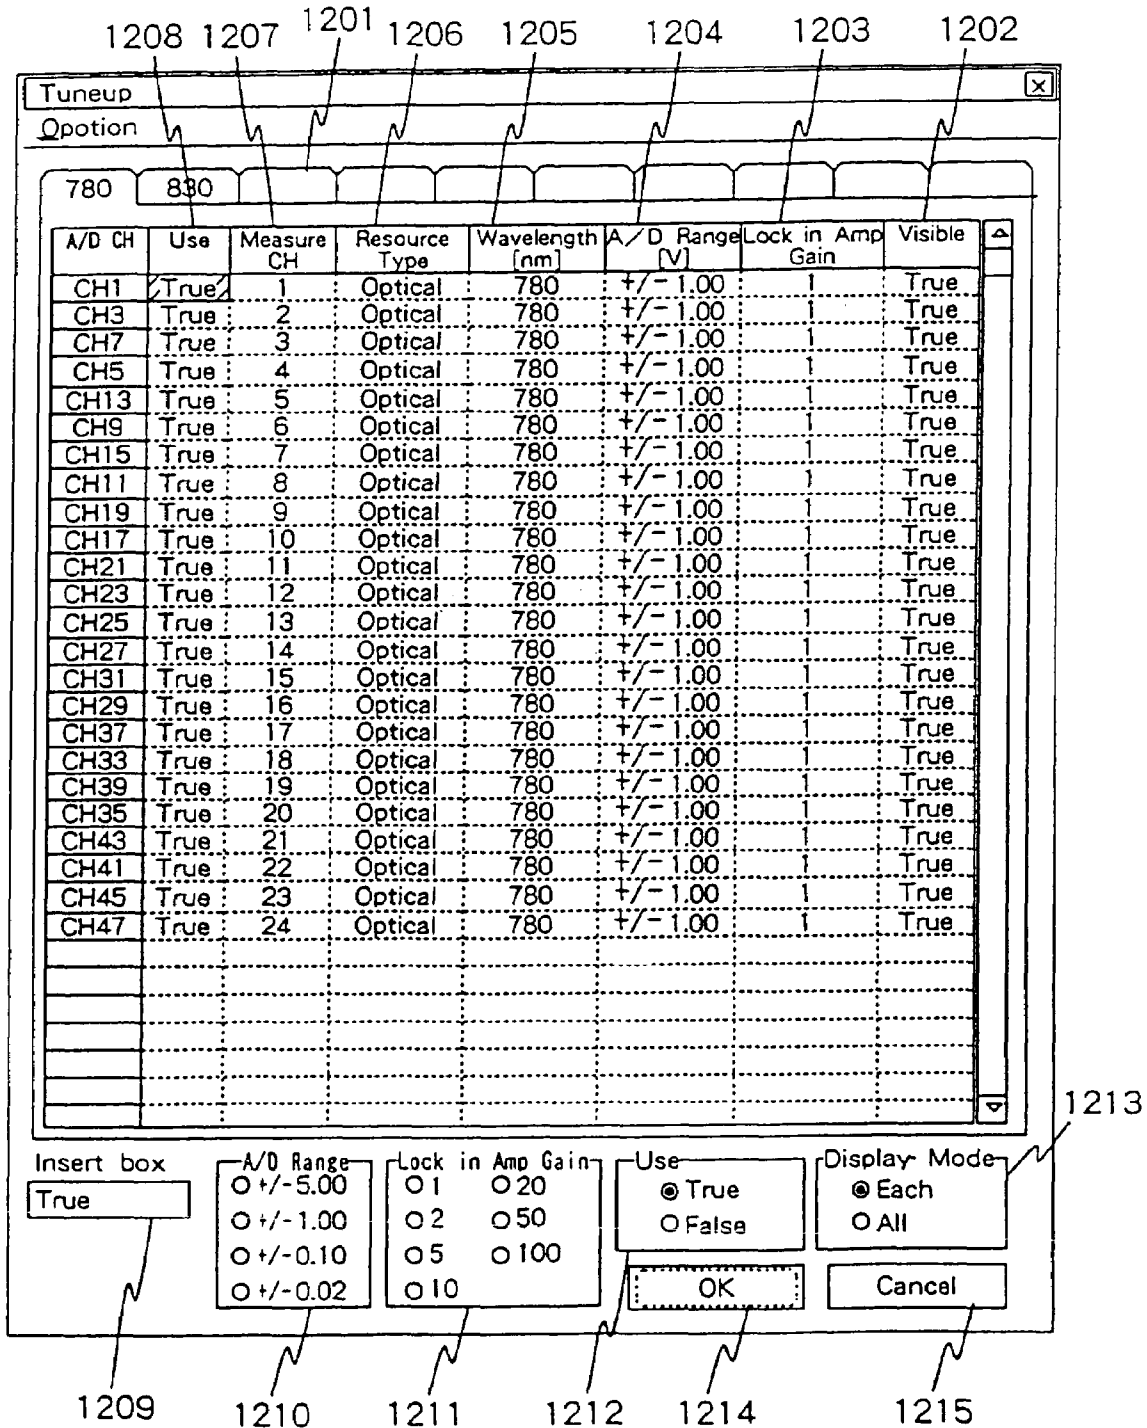 1208 1207 1201 1206 1205 1204 1203 1202
Tuneup
Opotion
780 830
A/D CH Use Measure CH Resource Type Wavelength [nm] A/D Range [V] Lock in Amp Gain Visible
CH1 True 1 Optical 780 +/-1.00 1 True
CH3 True 2 Optical 780 +/-1.00 1 True
CH7 True 3 Optical 780 +/-1.00 1 True
CH5 True 4 Optical 780 +/-1.00 1 True
CH13 True 5 Optical 780 +/-1.00 1 True
CH9 True 6 Optical 780 +/-1.00 1 True
CH15 True 7 Optical 780 +/-1.00 1 True
CH11 True 8 Optical 780 +/-1.00 1 True
CH19 True 9 Optical 780 +/-1.00 1 True
CH17 True 10 Optical 780 +/-1.00 1 True
CH21 True 11 Optical 780 +/-1.00 1 True
CH23 True 12 Optical 780 +/-1.00 1 True
CH25 True 13 Optical 780 +/-1.00 1 True
CH27 True 14 Optical 780 +/-1.00 1 True
CH31 True 15 Optical 780 +/-1.00 1 True
CH29 True 16 Optical 780 +/-1.00 1 True
CH37 True 17 Optical 780 +/-1.00 1 True
CH33 True 18 Optical 780 +/-1.00 1 True
CH39 True 19 Optical 780 +/-1.00 1 True
CH35 True 20 Optical 780 +/-1.00 1 True
CH43 True 21 Optical 780 +/-1.00 1 True
CH41 True 22 Optical 780 +/-1.00 1 True
CH45 True 23 Optical 780 +/-1.00 1 True
CH47 True 24 Optical 780 +/-1.00 1 True
1213
Insert box
True
A/D Range
+/-5.00
+/-1.00
+/-0.10
+/-0.02
Lock in Amp Gain
1 20
2 50
5 100
10
Use
True
False
Display Mode
Each
All
OK Cancel
1209 1210 1211 1212 1214 1215